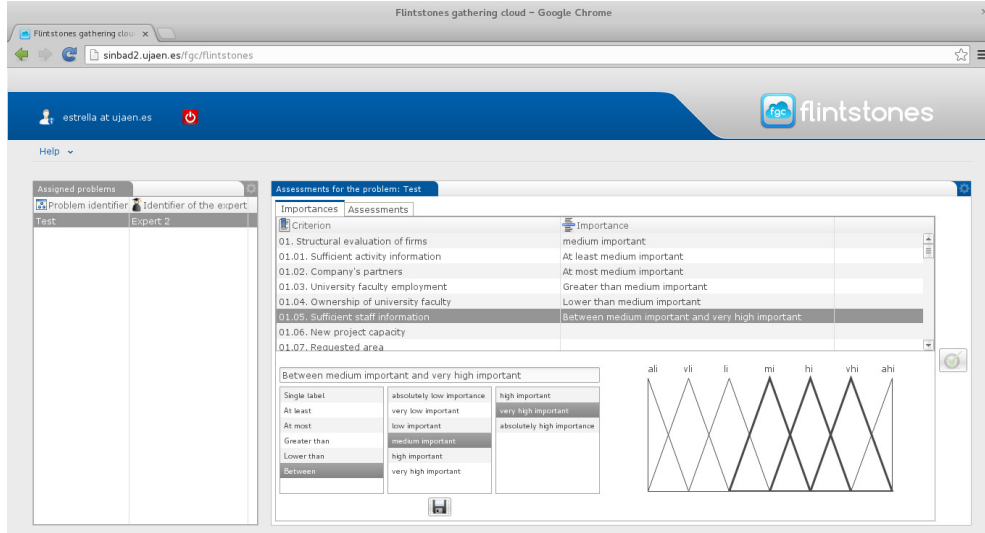 Flintstones gathering cloud – Google Chrome
Flintstones gathering clou
sinbad2.ujaen.es/fgc/flintstones
estrella at ujaen.es
fgc flintstones
Help
Assigned problems
Problem identifier Identifier of the expert
Test Expert 2
Assessments for the problem: Test
Importances Assessments
Criterion Importance
01. Structural evaluation of firms medium important
01.01. Sufficient activity information At least medium important
01.02. Company's partners At most medium important
01.03. University faculty employment Greater than medium important
01.04. Ownership of university faculty Lower than medium important
01.05. Sufficient staff information Between medium important and very high important
01.06. New project capacity
01.07. Requested area
Between medium important and very high important
Single label absolutely low importance high important
At least very low important very high important
At most low important absolutely high importance
Greater than medium important
Lower than high important
Between very high important
ali vli li mi hi vhi ahi